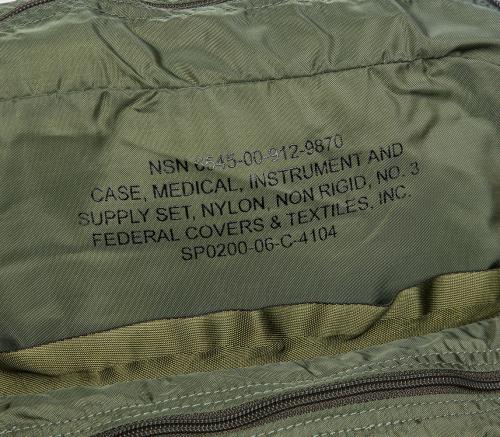 NSN 6545-00-912-9870
CASE, MEDICAL, INSTRUMENT AND
SUPPLY SET, NYLON, NON RIGID, NO. 3
FEDERAL COVERS & TEXTILES, INC.
SP0200-06-C-4104